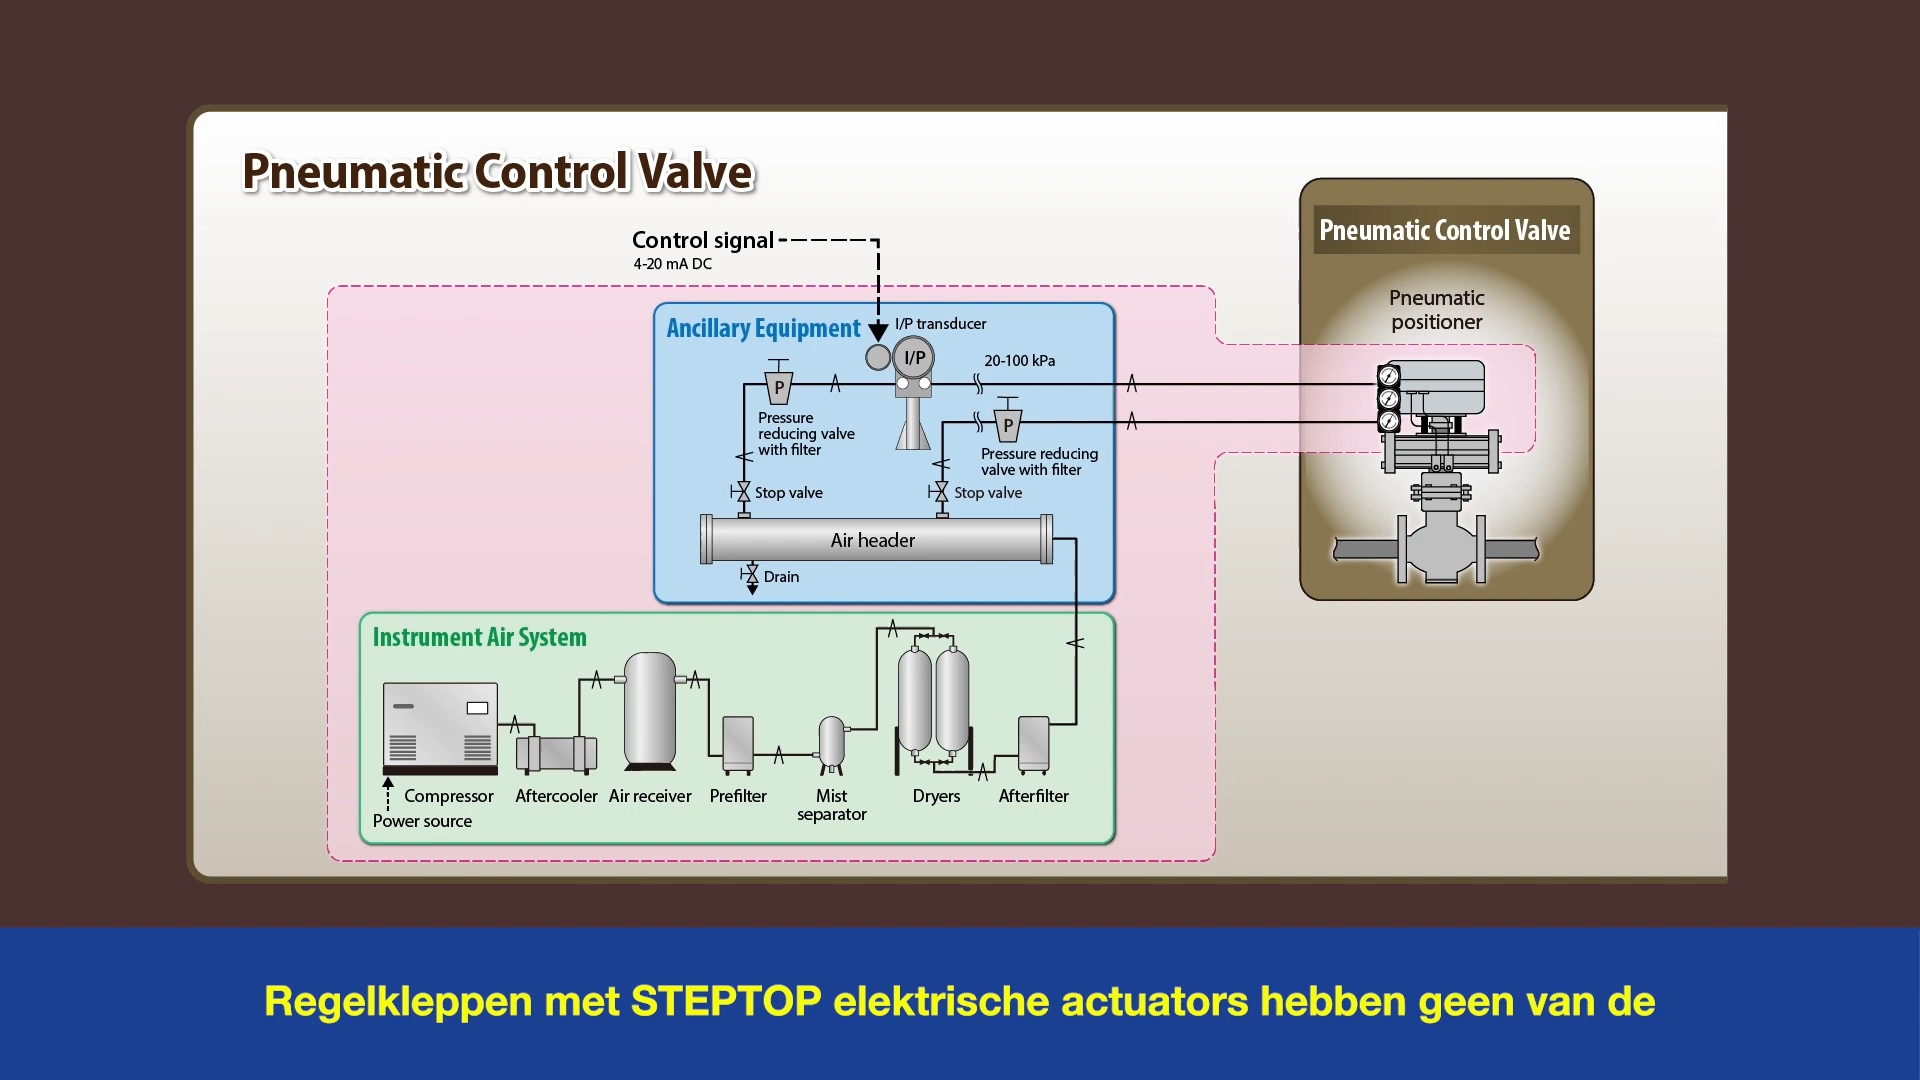 Pneumatic Control Valve
Control signal
4-20 mA DC
Pneumatic Control Valve
Pneumatic
positioner
Ancillary Equipment
I/P transducer
I/P
20-100 kPa
P
Pressure
reducing valve
with filter
P
Pressure reducing
valve with filter
Stop valve
Stop valve
Air header
Drain
Instrument Air System
Compressor
Aftercooler
Air receiver
Prefilter
Mist
separator
Dryers
Afterfilter
Power source
Regelkleppen met STEPTOP elektrische actuators hebben geen van de